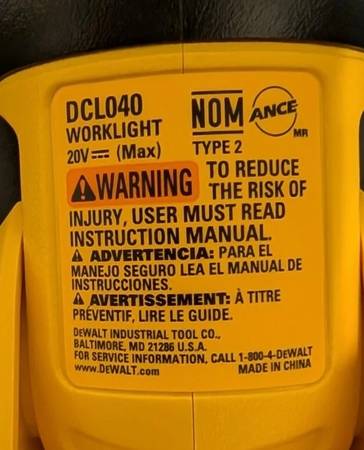 DCL040
WORKLIGHT
20V⎓ (Max)
NOM ANCE MR
TYPE 2
⚠WARNING TO REDUCE
THE RISK OF
INJURY, USER MUST READ
INSTRUCTION MANUAL.
⚠ ADVERTENCIA: PARA EL
MANEJO SEGURO LEA EL MANUAL DE
INSTRUCCIONES.
⚠ AVERTISSEMENT: À TITRE
PRÉVENTIF, LIRE LE GUIDE.
DEWALT INDUSTRIAL TOOL CO.,
BALTIMORE, MD 21286 U.S.A.
FOR SERVICE INFORMATION, CALL 1-800-4-DEWALT
www.DEWALT.com MADE IN CHINA